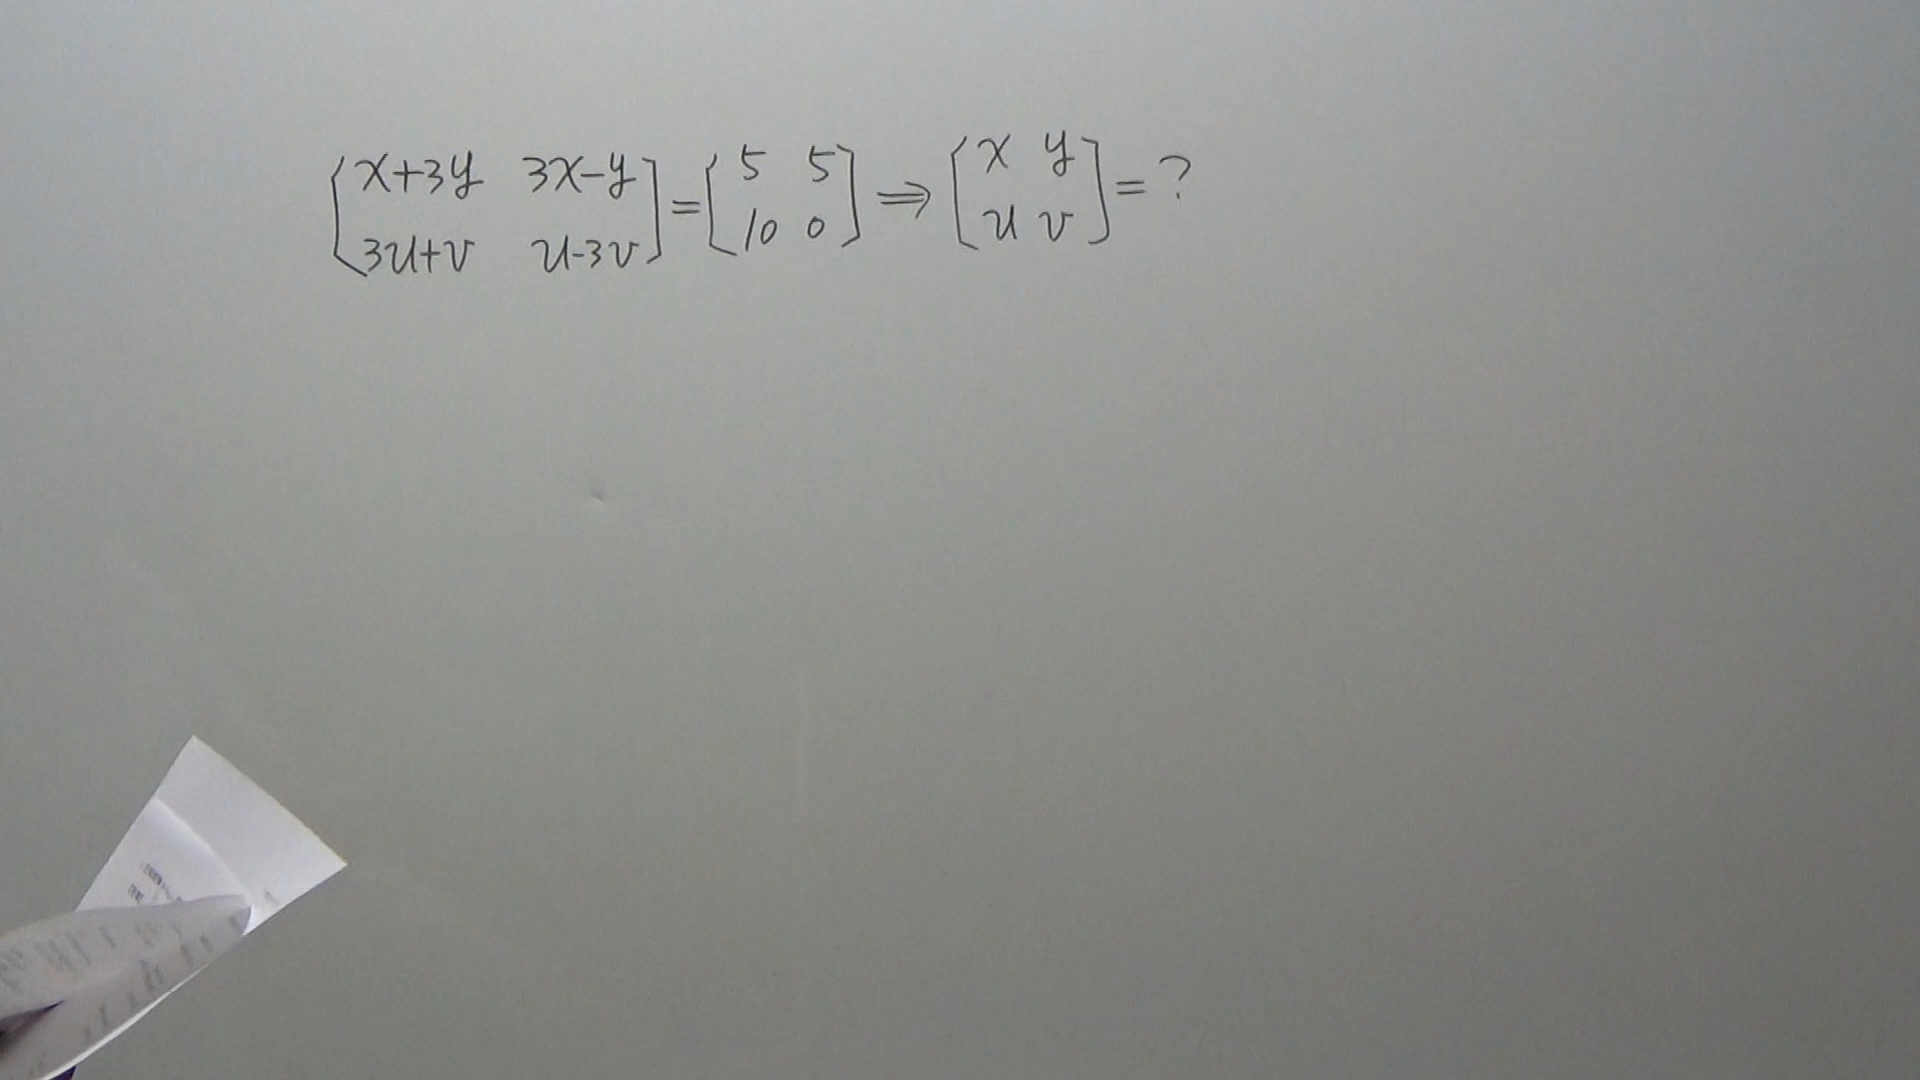 [x+3y 3x-y
3u+v u-3v] = [5 5
10 0] ⇒ [x y
u v] = ?